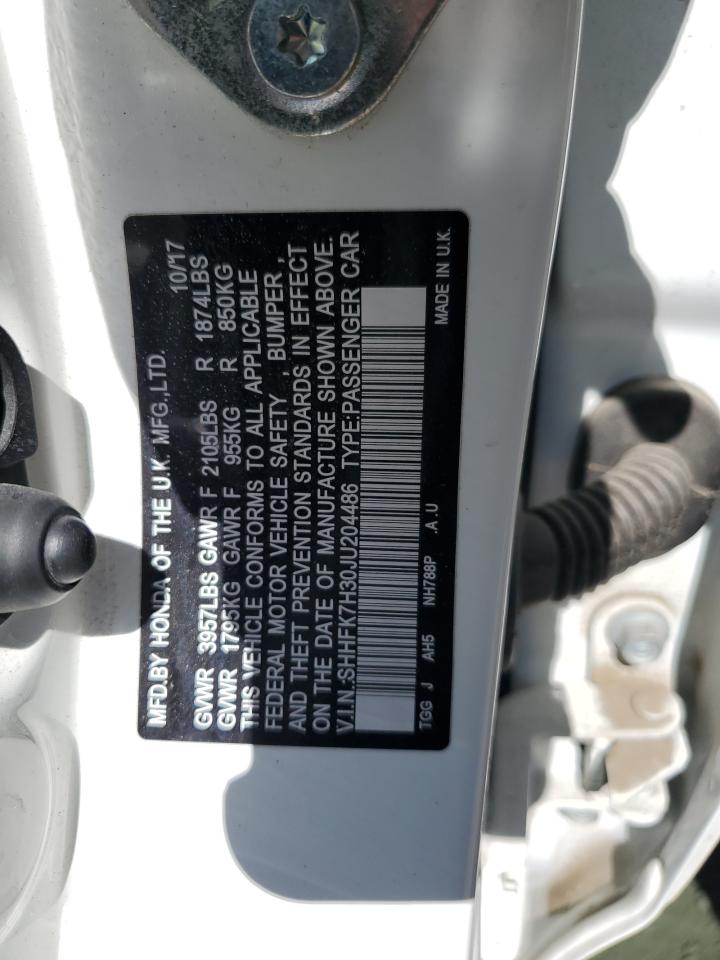 MFD.BY HONDA OF THE U.K. MFG.,LTD. 10/17
GVWR 3957LBS GAWR F 2105LBS R 1874LBS
GVWR 1795KG GAWR F 955KG R 850KG
THIS VEHICLE CONFORMS TO ALL APPLICABLE
FEDERAL MOTOR VEHICLE SAFETY , BUMPER ,
AND THEFT PREVENTION STANDARDS IN EFFECT
ON THE DATE OF MANUFACTURE SHOWN ABOVE.
V.I.N.:SHHFK7H30JU204486 TYPE:PASSENGER CAR
TGG J AH5 NH788P .A.U MADE IN U.K.